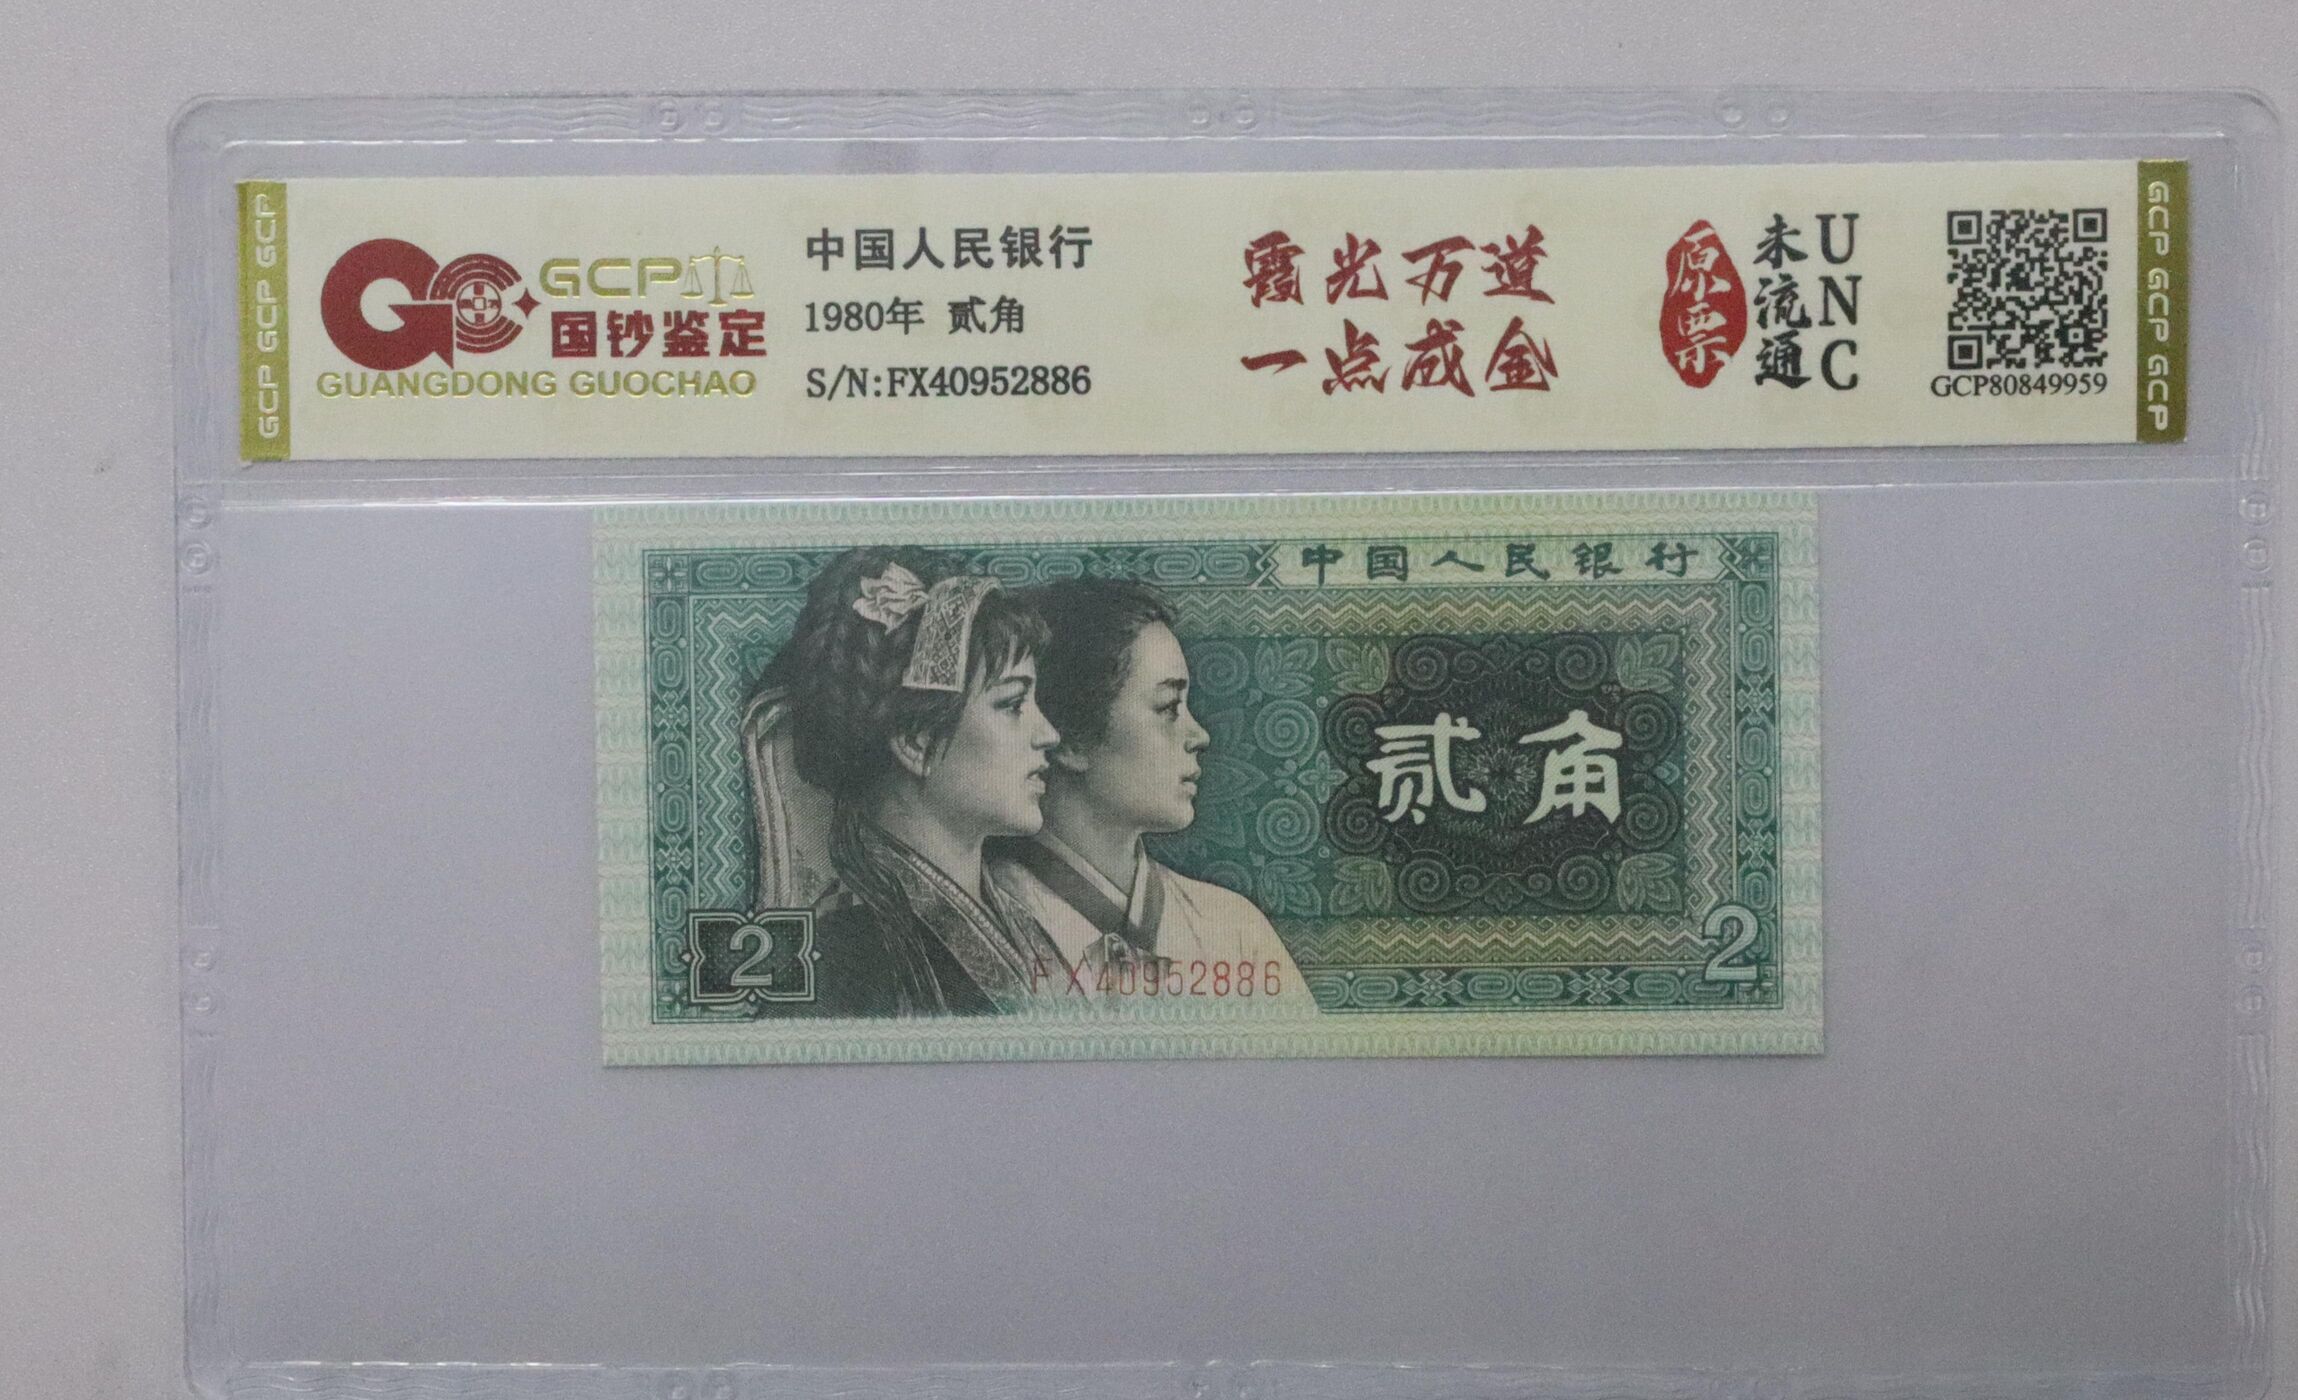 GCP GCP GCP
GCP
国钞鉴定
GUANGDONG GUOCHAO
中国人民银行
1980年 贰角
S/N:FX40952886
霞光万道
一点成金
原票
未流通
UNC
GCP80849959
GCP GCP GCP
中国人民银行
贰角
2
FX40952886
2